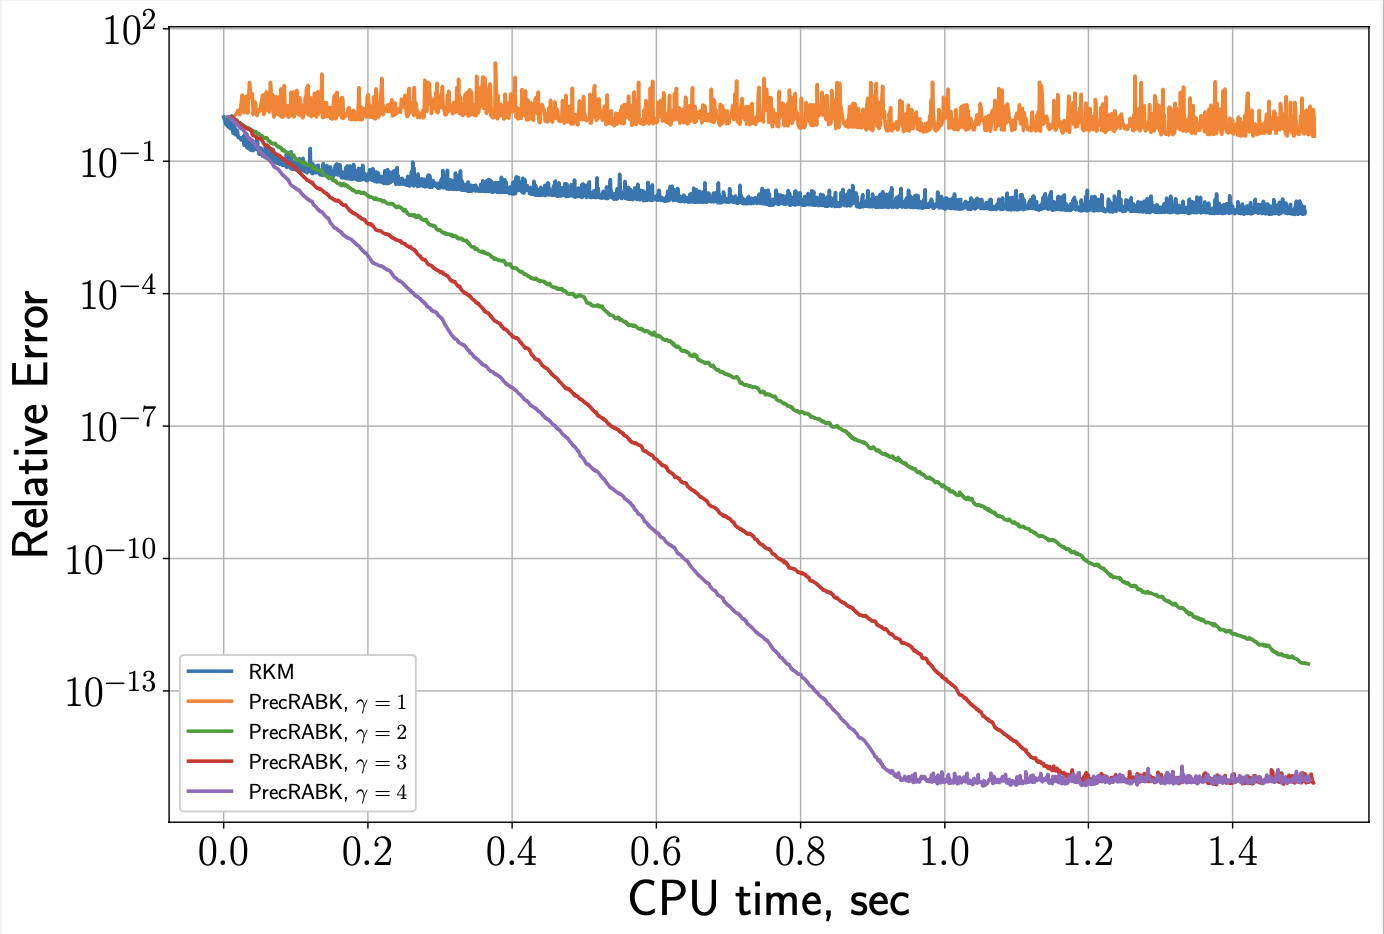 10²
10⁻¹
10⁻⁴
10⁻⁷
10⁻¹⁰
10⁻¹³
Relative Error
RKM
PrecRABK, γ = 1
PrecRABK, γ = 2
PrecRABK, γ = 3
PrecRABK, γ = 4
0.0 0.2 0.4 0.6 0.8 1.0 1.2 1.4
CPU time, sec